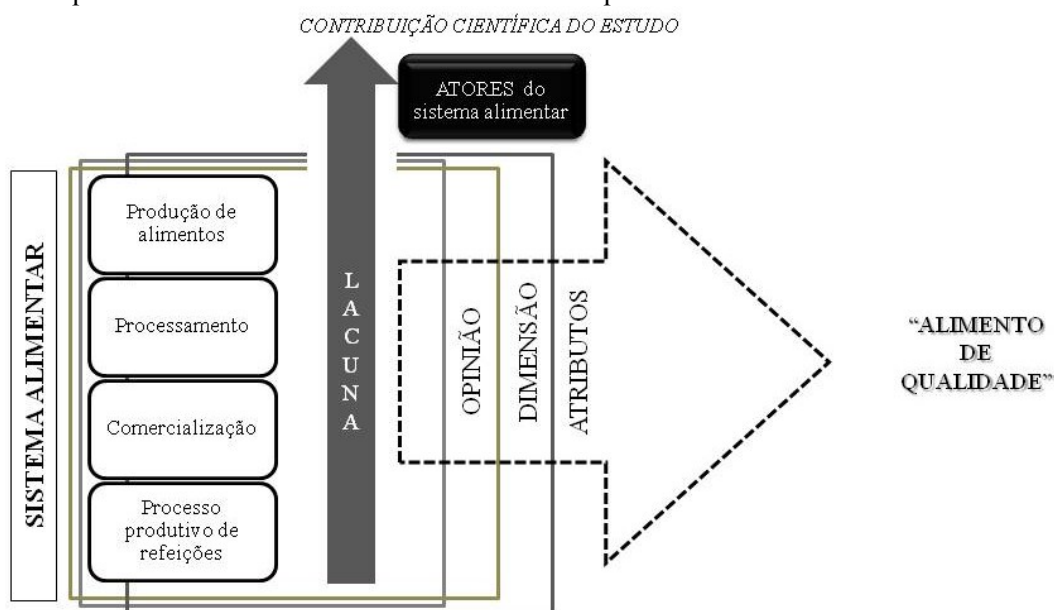 CONTRIBUIÇÃO CIENTÍFICA DO ESTUDO
ATORES do
sistema alimentar
SISTEMA ALIMENTAR
Produção de
alimentos
Processamento
Comercialização
Processo
produtivo de
refeições
LACUNA
OPINIÃO
DIMENSÃO
ATRIBUTOS
“ALIMENTO
DE
QUALIDADE”